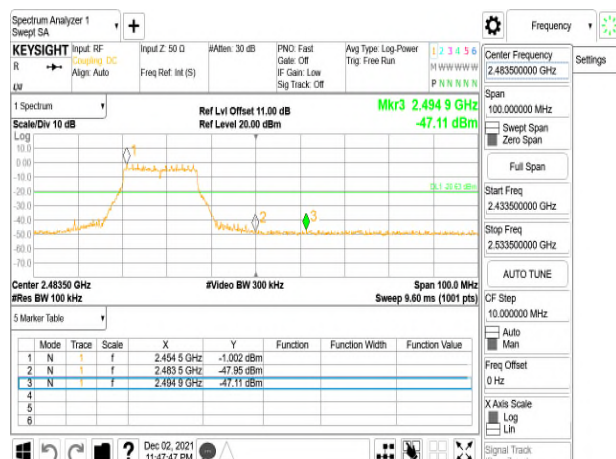 Spectrum Analyzer 1
Swept SA
Frequency
KEYSIGHT
Input: RF
Coupling: DC
Align: Auto
Input Z: 50 Ω
Freq Ref: Int (S)
#Atten: 30 dB
PNO: Fast
Gate: Off
IF Gain: Low
Sig Track: Off
Avg Type: Log-Power
Trig: Free Run
1 2 3 4 5 6
M W W W W W
P N N N N N
R
Center Frequency
2.483500000 GHz
Settings
Span
100.000000 MHz
Swept Span
Zero Span
Full Span
Start Freq
2.433500000 GHz
Stop Freq
2.533500000 GHz
AUTO TUNE
CF Step
10.000000 MHz
Auto
Man
Freq Offset
0 Hz
X Axis Scale
Log
Lin
Signal Track
1 Spectrum
Scale/Div 10 dB
Ref Lvl Offset 11.00 dB
Ref Level 20.00 dBm
Mkr3 2.494 9 GHz
-47.11 dBm
Log
10.0
0.00
-10.0
-20.0
-30.0
-40.0
-50.0
-60.0
-70.0
1
2
3
Center 2.48350 GHz
#Res BW 100 kHz
#Video BW 300 kHz
Span 100.0 MHz
Sweep 9.60 ms (1001 pts)
5 Marker Table
Mode Trace Scale X Y Function Function Width Function Value
1 N 1 f 2.454 5 GHz -1.002 dBm
2 N 1 f 2.483 5 GHz -47.95 dBm
3 N 1 f 2.494 9 GHz -47.11 dBm
4
5
6
?
Dec 02, 2021
11:47:47 PM